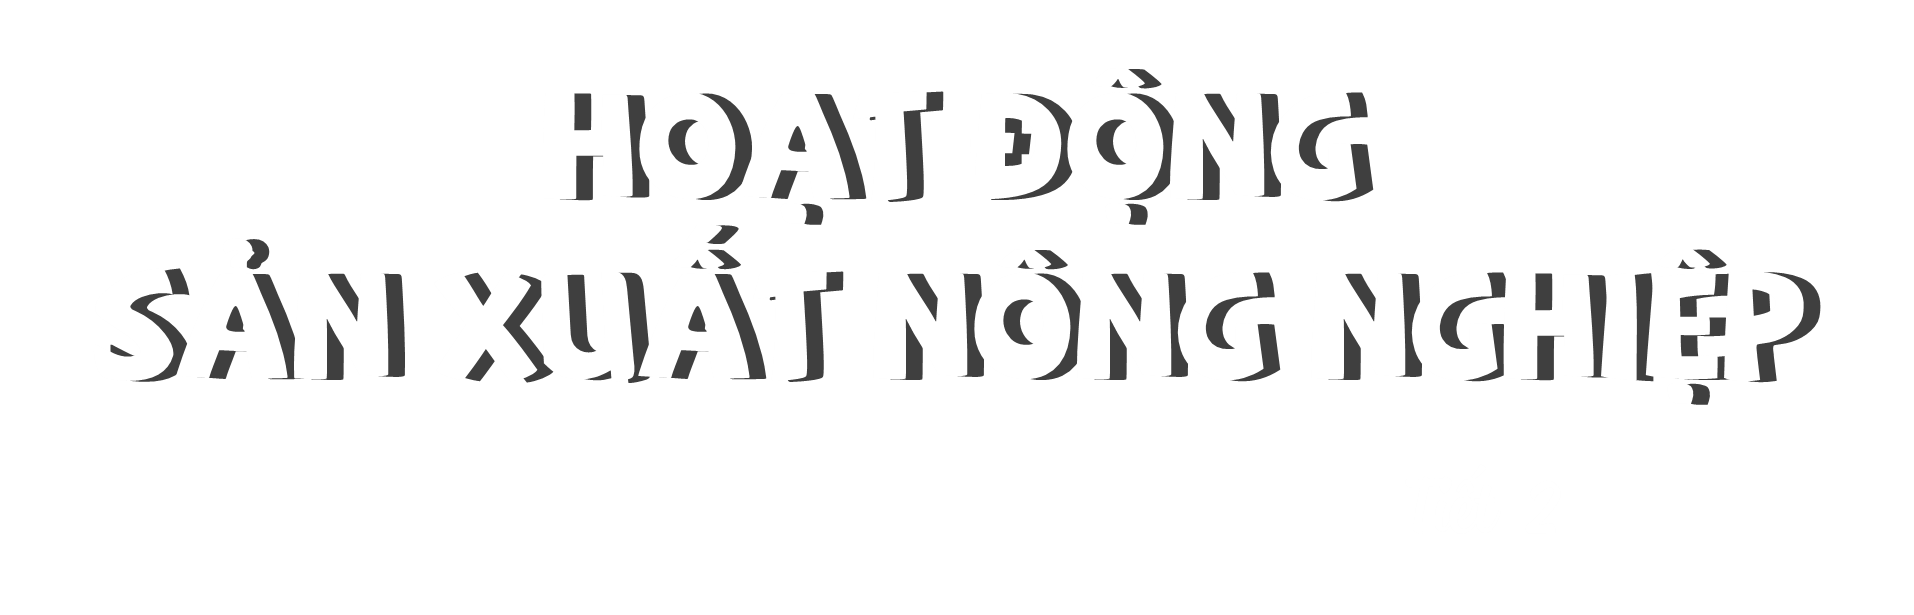 HOẠT ĐỘNG
SẢN XUẤT NÔNG NGHIỆP